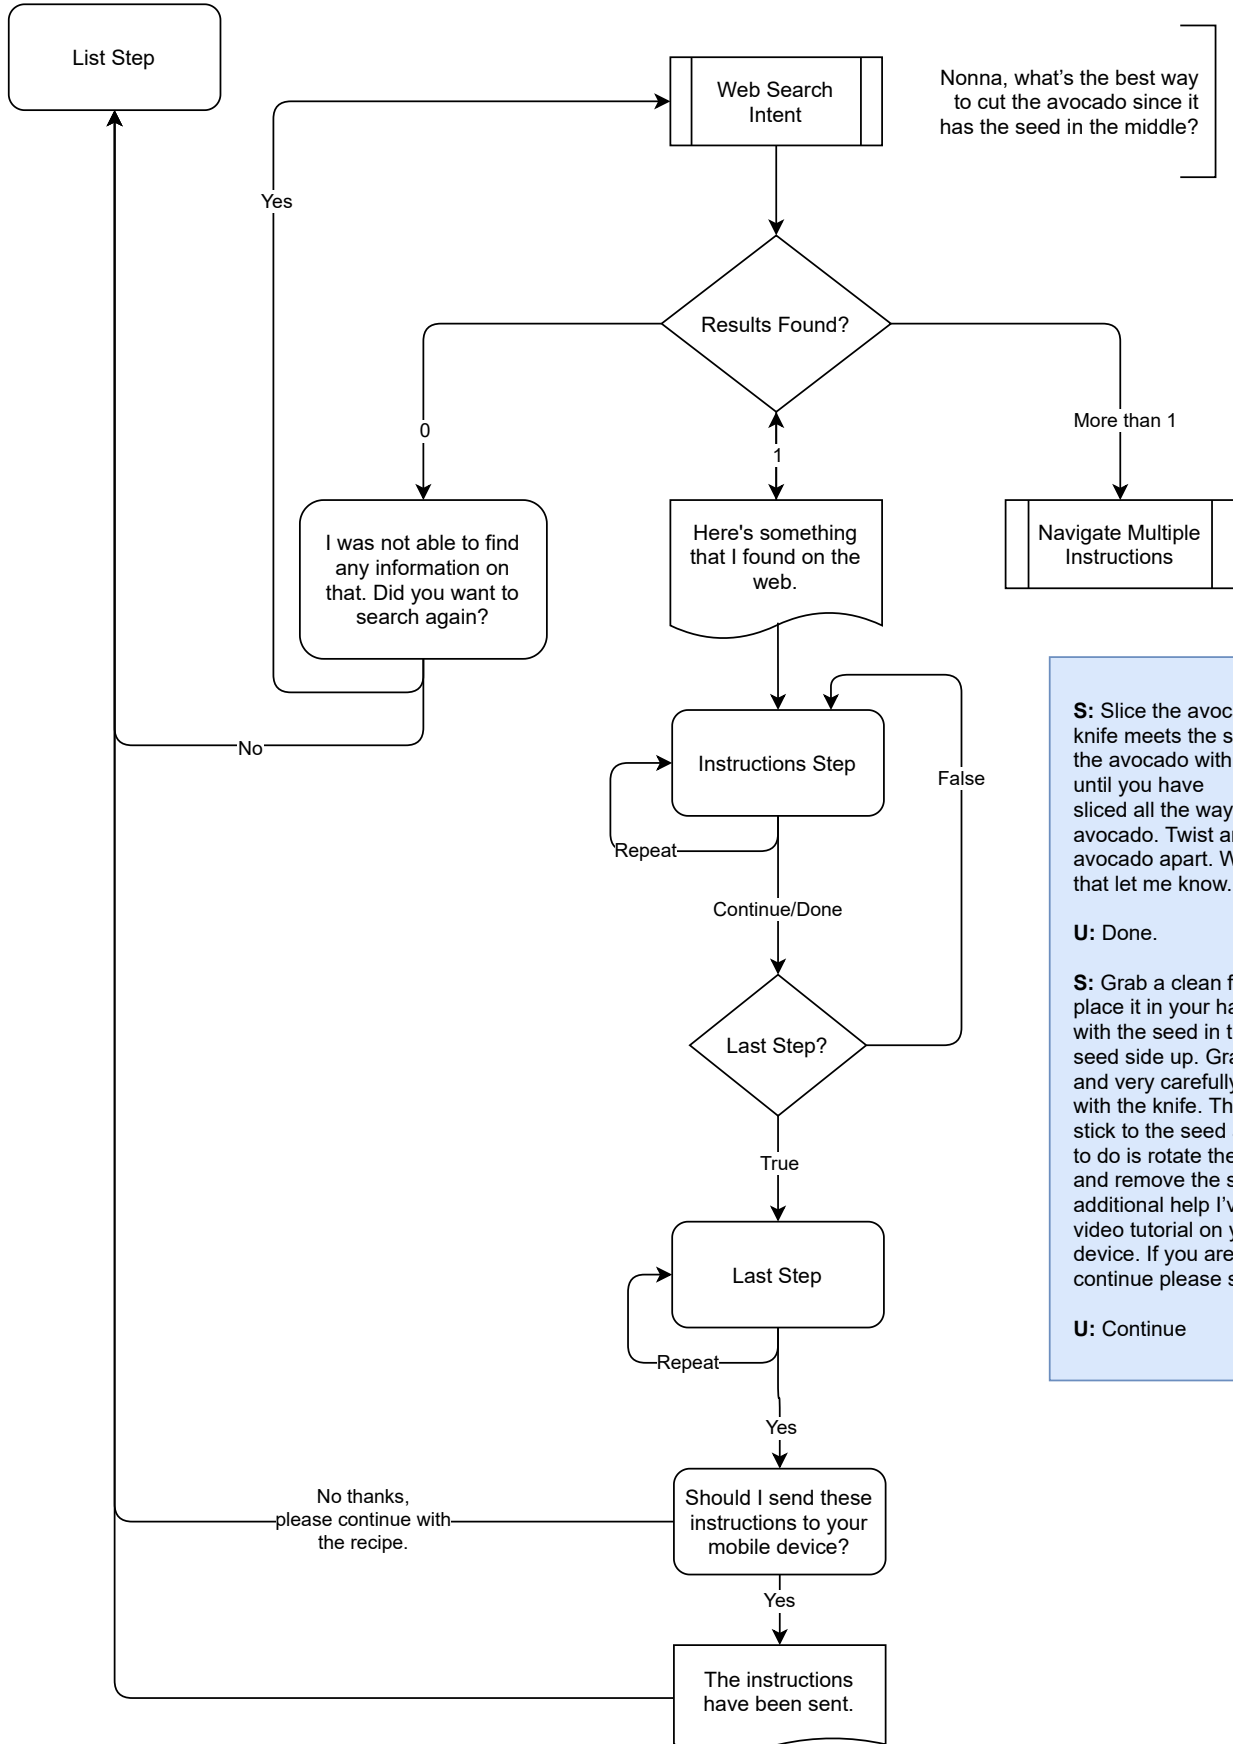 List Step
Web Search
Intent
Nonna, what's the best way
to cut the avocado since it
has the seed in the middle?
Yes
Results Found?
0
1
More than 1
I was not able to find
any information on
that. Did you want to
search again?
Here's something
that I found on the
web.
Navigate Multiple
Instructions
No
Instructions Step
False
Repeat
Continue/Done
Last Step?
True
Last Step
Repeat
Yes
Should I send these
instructions to your
mobile device?
No thanks,
please continue with
the recipe.
Yes
The instructions
have been sent.
S: Slice the
knife meets the
the avocado with
until you have
sliced all the way
avocado. Twist
avocado apart.
that let me know.
U: Done.
S: Grab a clean
place it in your
with the seed in
seed side up.
and very carefully
with the knife.
stick to the seed
to do is rotate the
and remove the
additional help
video tutorial on
device. If you are
continue please
U: Continue